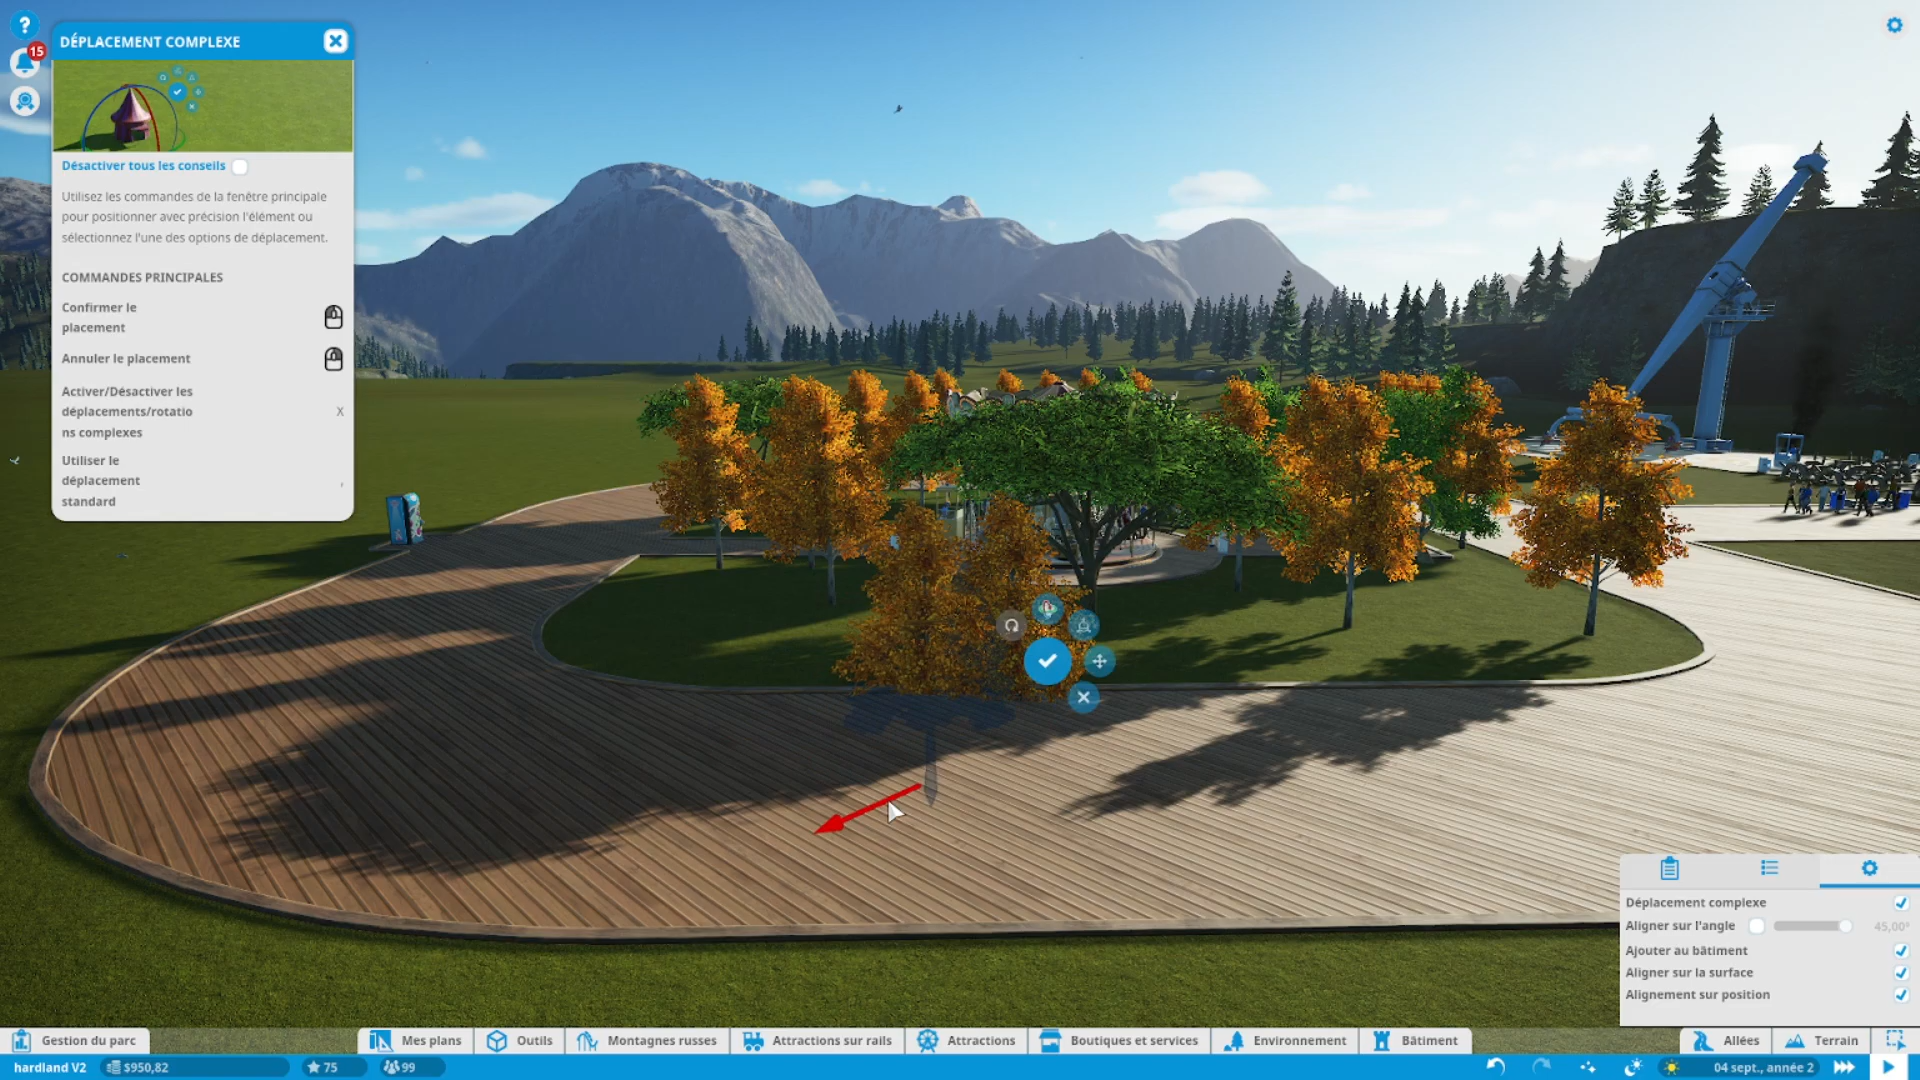 ?
15
DÉPLACEMENT COMPLEXE
Désactiver tous les conseils
Utilisez les commandes de la fenêtre principale
pour positionner avec précision l'élément ou
sélectionnez l'une des options de déplacement.
COMMANDES PRINCIPALES
Confirmer le
placement
Annuler le placement
Activer/Désactiver les
déplacements/rotatio
ns complexes
X
Utiliser le
déplacement
standard
,
Déplacement complexe
Aligner sur l'angle
45,00°
Ajouter au bâtiment
Aligner sur la surface
Alignement sur position
Gestion du parc
Mes plans
Outils
Montagnes russes
Attractions sur rails
Attractions
Boutiques et services
Environnement
Bâtiment
Allées
Terrain
hardland V2
$950,82
75
99
04 sept., année 2